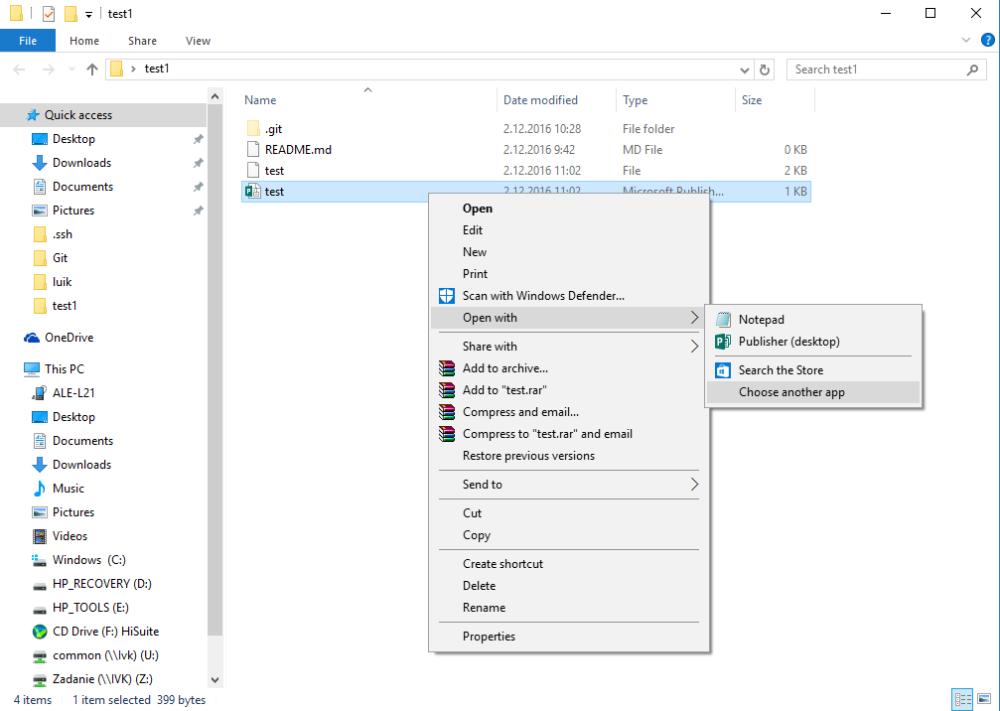 test1
File Home Share View
test1
Search test1
Name Date modified Type Size
.git 2.12.2016 10:28 File folder
README.md 2.12.2016 9:42 MD File 0 KB
test 2.12.2016 11:02 File 2 KB
test 2.12.2016 11:02 Microsoft Publish... 1 KB
Quick access
Desktop
Downloads
Documents
Pictures
.ssh
Git
luik
test1
OneDrive
This PC
ALE-L21
Desktop
Documents
Downloads
Music
Pictures
Videos
Windows (C:)
HP_RECOVERY (D:)
HP_TOOLS (E:)
CD Drive (F:) HiSuite
common (\\lvk) (U:)
Zadanie (\\IVK) (Z:)
Open
Edit
New
Print
Scan with Windows Defender...
Open with
Share with
Add to archive...
Add to "test.rar"
Compress and email...
Compress to "test.rar" and email
Restore previous versions
Send to
Cut
Copy
Create shortcut
Delete
Rename
Properties
Notepad
Publisher (desktop)
Search the Store
Choose another app
4 items 1 item selected 399 bytes